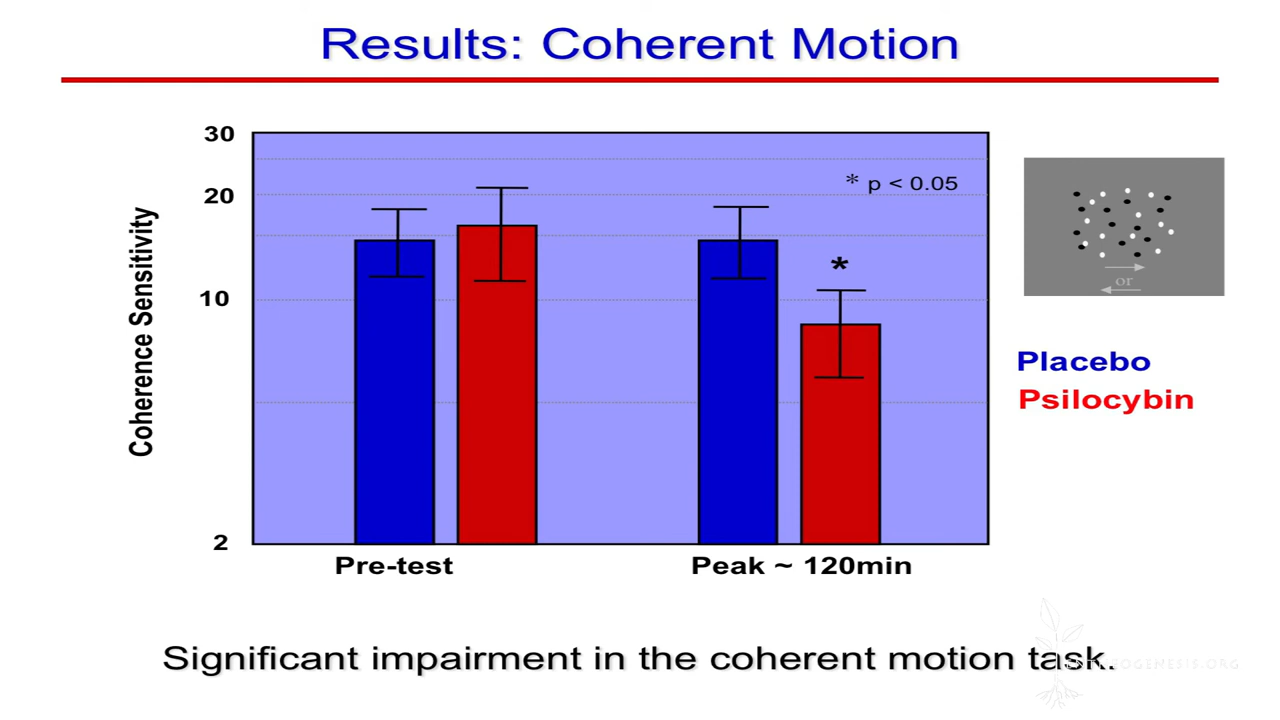 Results: Coherent Motion
30
20
10
2
Coherence Sensitivity
* p < 0.05
*
or
Placebo
Psilocybin
Pre-test
Peak ~ 120min
Significant impairment in the coherent motion task.